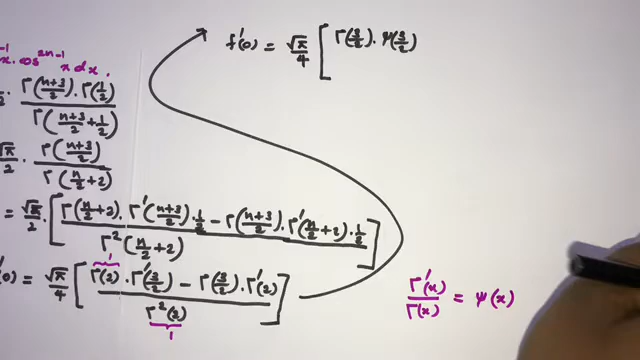 f'(0) = √π/4 [ Γ(3/2) · Ψ(3/2)
x · cos^{2n-1} x dx.
Γ((n+3)/2) · Γ(1/2) / Γ((n+3)/2 + 1/2)
√π/2 · Γ((n+3)/2) / Γ(n/2 + 2)
= √π/2 · [ Γ(n/2+2) · Γ'((n+3)/2) · 1/2 − Γ((n+3)/2) · Γ'(n/2+2) · 1/2 / Γ²(n/2+2) ]
'(0) = √π/4 [ Γ(2) · Γ'(3/2) − Γ(3/2) · Γ'(2) / Γ²(2) ]
1
1
Γ'(x)/Γ(x) = Ψ(x)